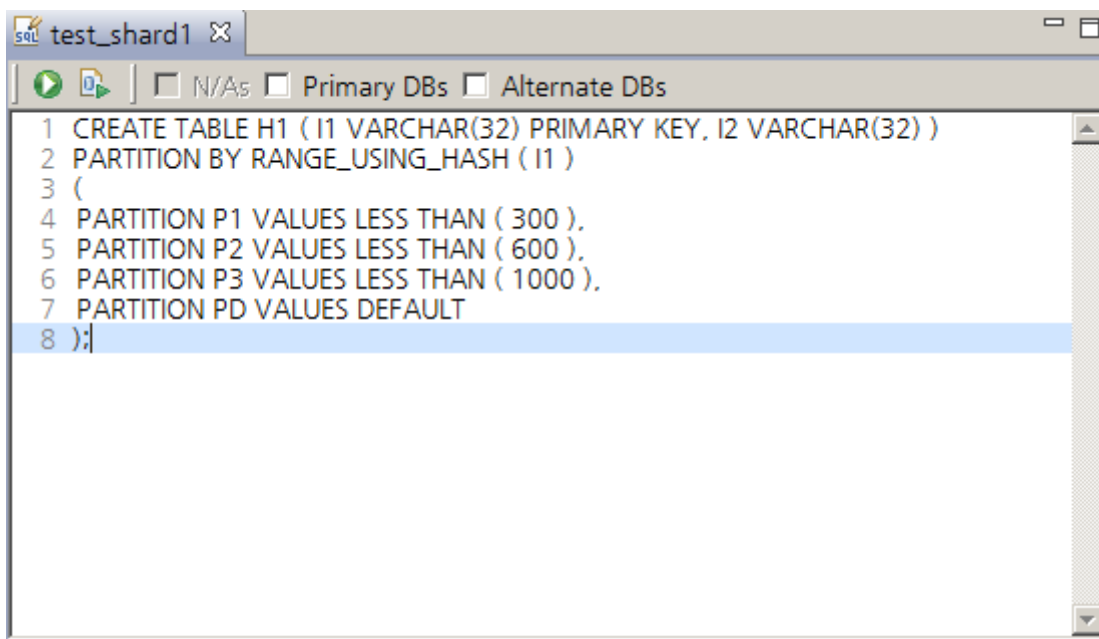 test_shard1
N/As Primary DBs Alternate DBs
1 CREATE TABLE H1 ( I1 VARCHAR(32) PRIMARY KEY, I2 VARCHAR(32) )
2 PARTITION BY RANGE_USING_HASH ( I1 )
3 (
4 PARTITION P1 VALUES LESS THAN ( 300 ),
5 PARTITION P2 VALUES LESS THAN ( 600 ),
6 PARTITION P3 VALUES LESS THAN ( 1000 ),
7 PARTITION PD VALUES DEFAULT
8 );